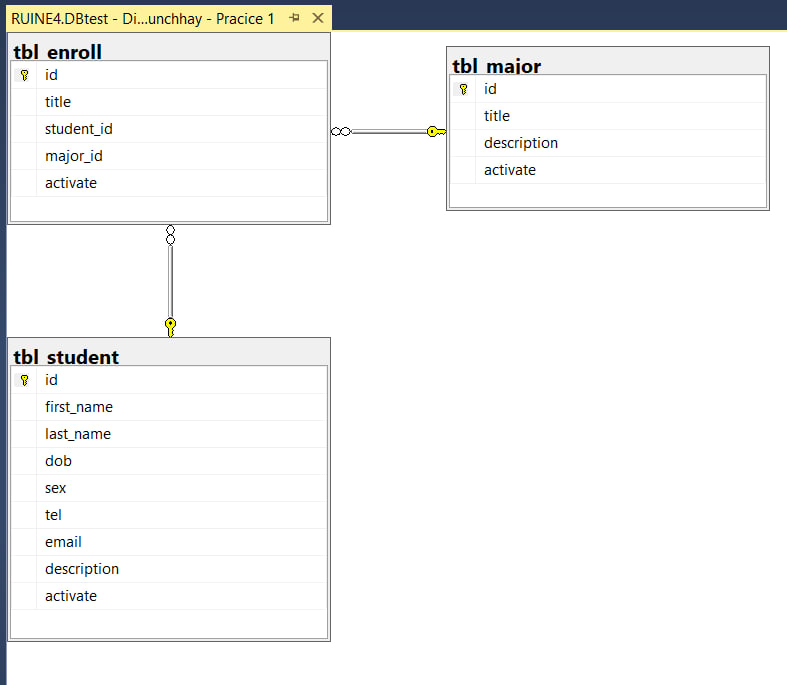 RUINE4.DBtest - Di...unchhay - Pracice 1
tbl_enroll
id
title
student_id
major_id
activate
tbl_major
id
title
description
activate
tbl_student
id
first_name
last_name
dob
sex
tel
email
description
activate